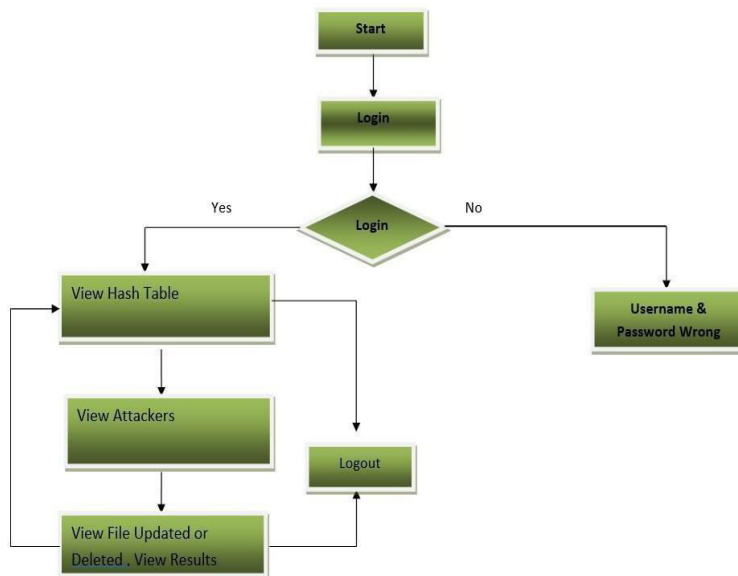 Start
Login
Login
Yes
No
View Hash Table
Username &
Password Wrong
View Attackers
Logout
View File Updated or
Deleted , View Results